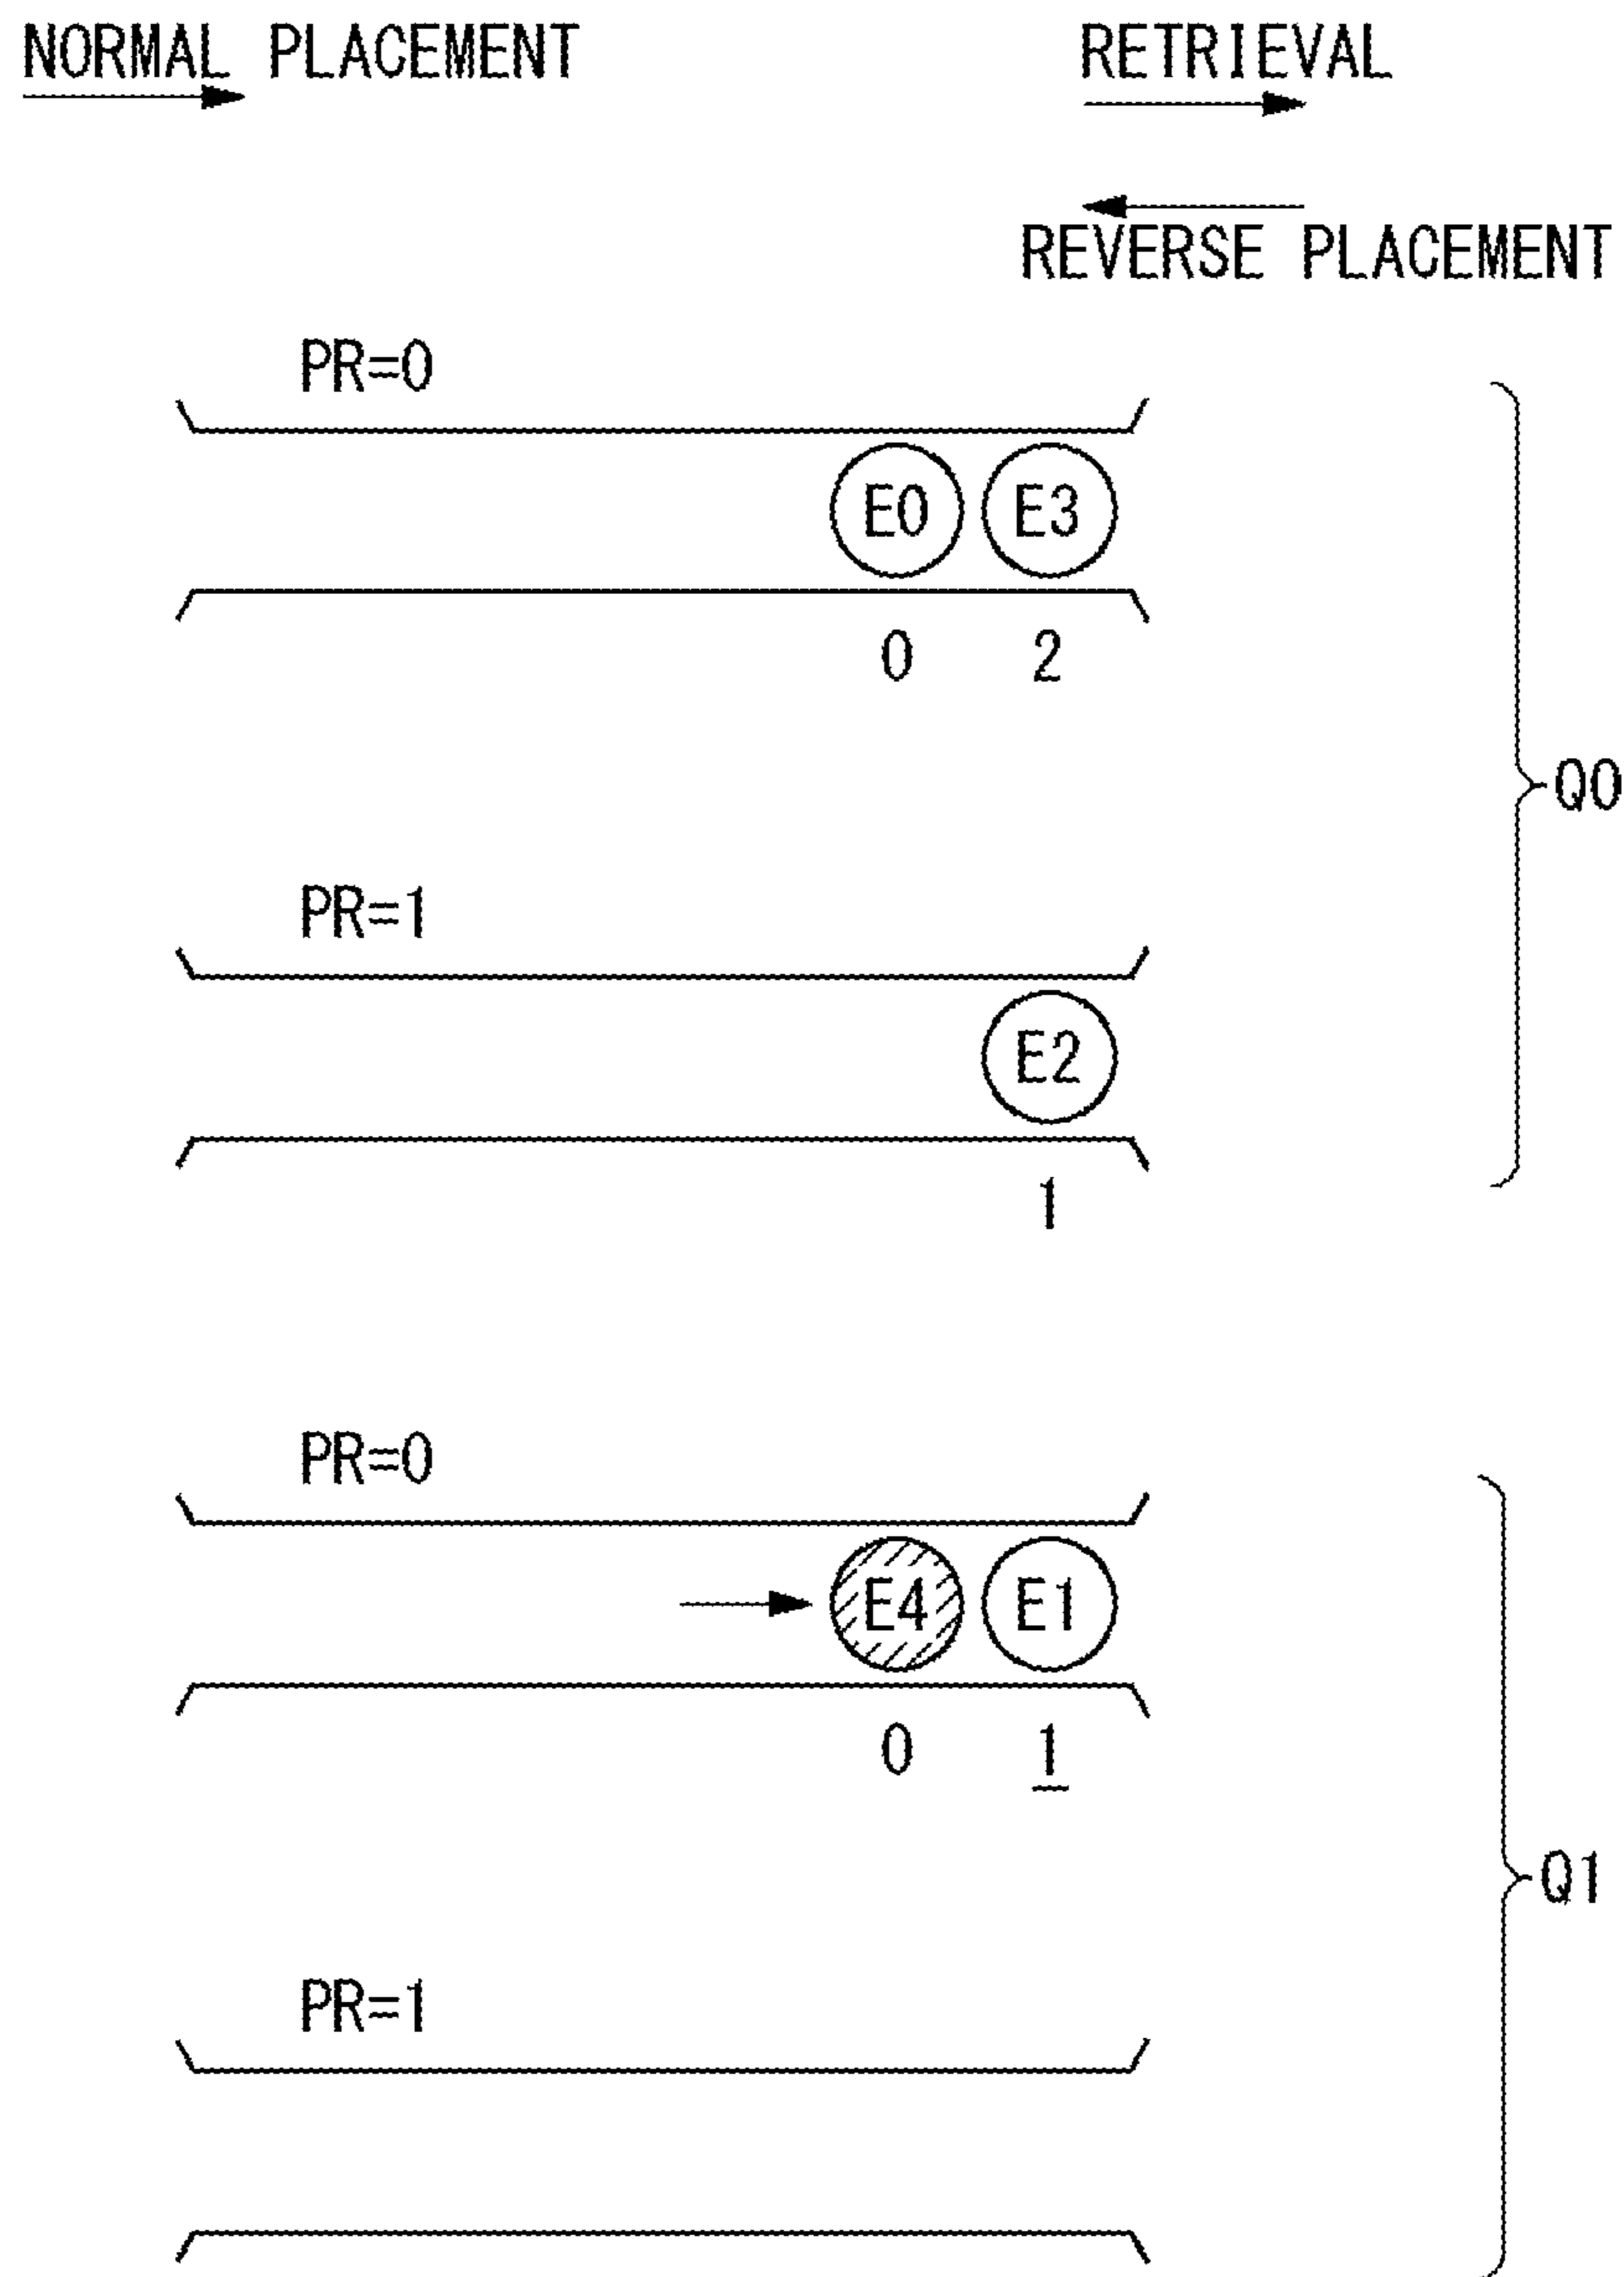 NORMAL PLACEMENT
RETRIEVAL
REVERSE PLACEMENT
PR=0
E0 E3
0 2
Q0
PR=1
E2
1
PR=0
E4 E1
0 1
Q1
PR=1